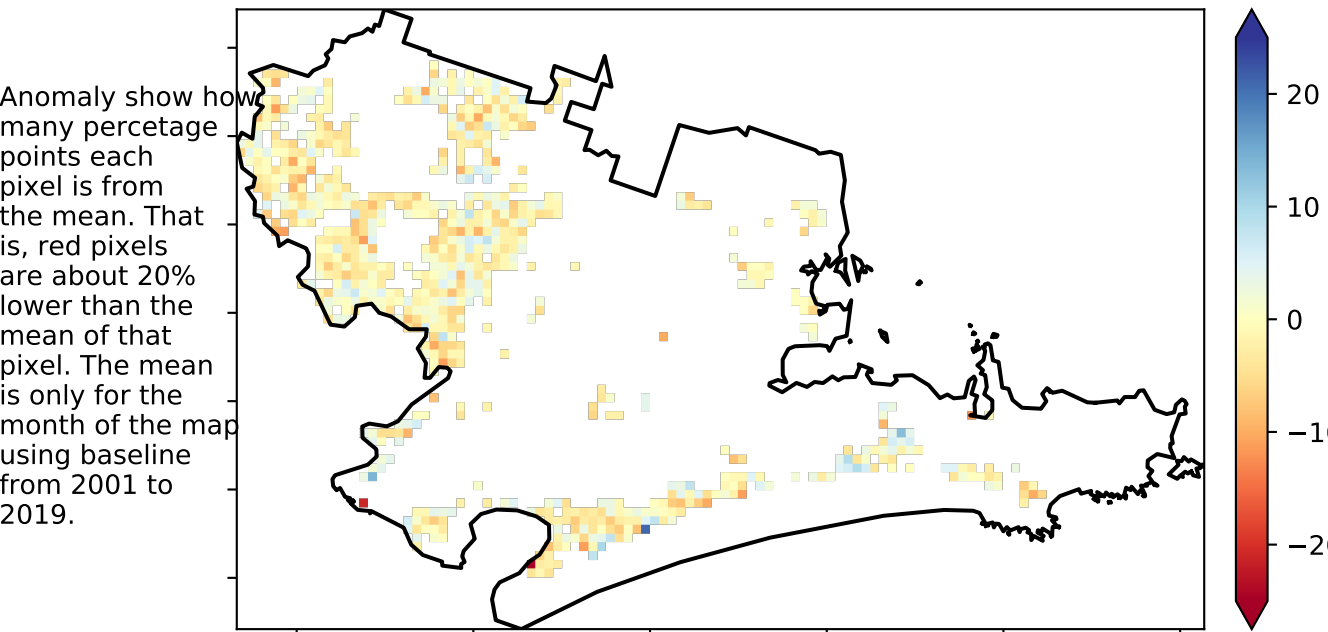 Anomaly show how
many percetage
points each
pixel is from
the mean. That
is, red pixels
are about 20%
lower than the
mean of that
pixel. The mean
is only for the
month of the map
using baseline
from 2001 to
2019.
20
10
0
−10
−20